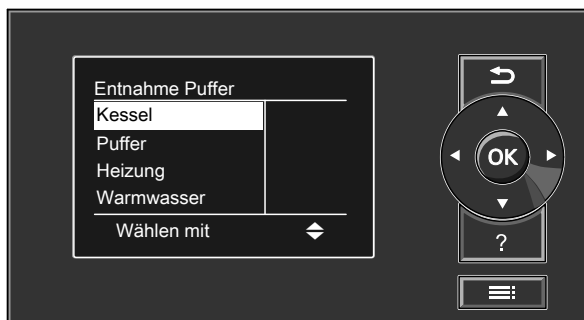 Entnahme Puffer
Kessel
Puffer
Heizung
Warmwasser
Wählen mit
OK
?